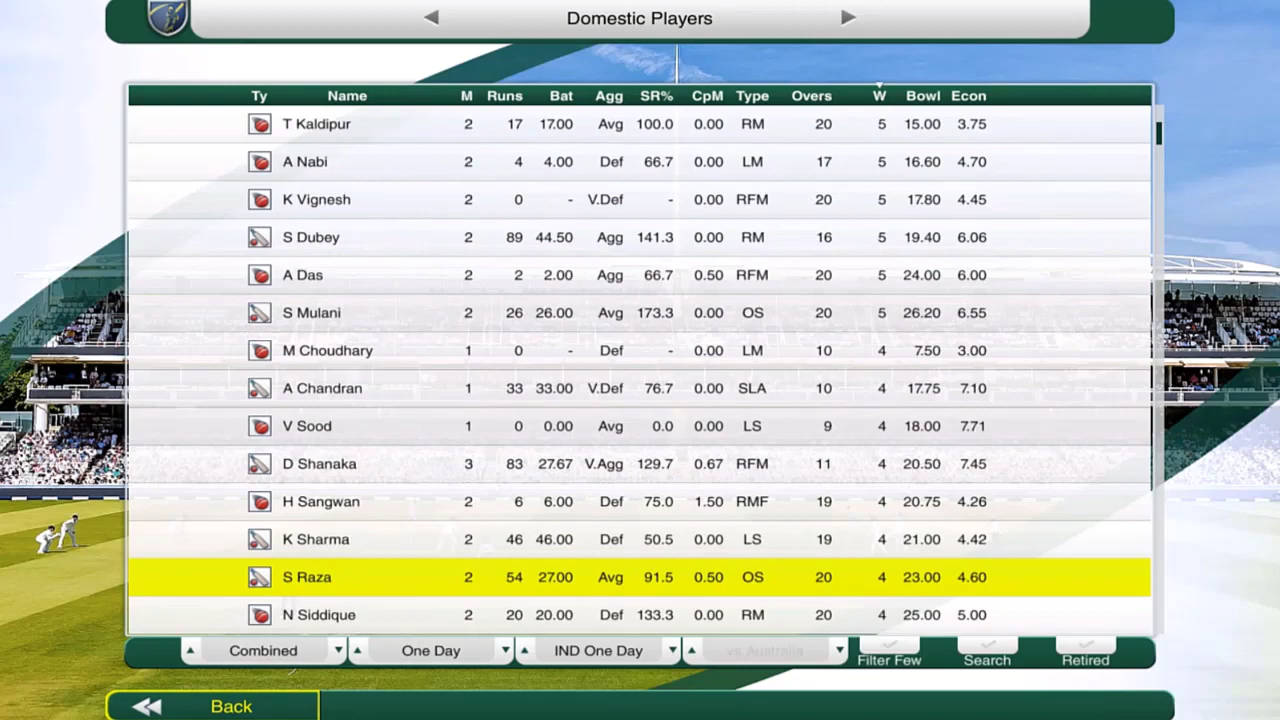 Domestic Players
Ty Name M Runs Bat Agg SR% CpM Type Overs W Bowl Econ
T Kaldipur 2 17 17.00 Avg 100.0 0.00 RM 20 5 15.00 3.75
A Nabi 2 4 4.00 Def 66.7 0.00 LM 17 5 16.60 4.70
K Vignesh 2 0 - V.Def - 0.00 RFM 20 5 17.80 4.45
S Dubey 2 89 44.50 Agg 141.3 0.00 RM 16 5 19.40 6.06
A Das 2 2 2.00 Agg 66.7 0.50 RFM 20 5 24.00 6.00
S Mulani 2 26 26.00 Avg 173.3 0.00 OS 20 5 26.20 6.55
M Choudhary 1 0 - Def - 0.00 LM 10 4 7.50 3.00
A Chandran 1 33 33.00 V.Def 76.7 0.00 SLA 10 4 17.75 7.10
V Sood 1 0 0.00 Avg 0.0 0.00 LS 9 4 18.00 7.71
D Shanaka 3 83 27.67 V.Agg 129.7 0.67 RFM 11 4 20.50 7.45
H Sangwan 2 6 6.00 Def 75.0 1.50 RMF 19 4 20.75 4.26
K Sharma 2 46 46.00 Def 50.5 0.00 LS 19 4 21.00 4.42
S Raza 2 54 27.00 Avg 91.5 0.50 OS 20 4 23.00 4.60
N Siddique 2 20 20.00 Def 133.3 0.00 RM 20 4 25.00 5.00
Combined One Day IND One Day vs Australia Filter Few Search Retired
Back